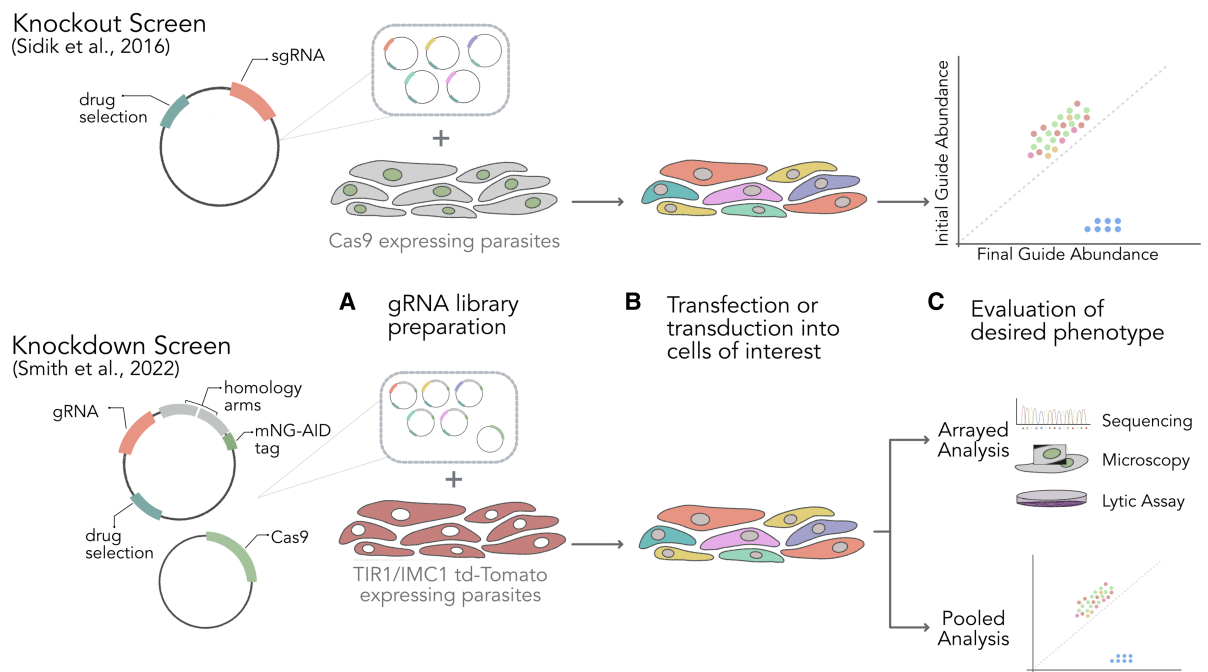 Knockout Screen
(Sidik et al., 2016)
sgRNA
drug
selection
+
Cas9 expressing parasites
Initial Guide Abundance
Final Guide Abundance
A
gRNA library
preparation
B
Transfection or
transduction into
cells of interest
C
Evaluation of
desired phenotype
Knockdown Screen
(Smith et al., 2022)
gRNA
homology
arms
mNG-AID
tag
drug
selection
Cas9
+
TIR1/IMC1 td-Tomato
expressing parasites
Arrayed
Analysis
Sequencing
Microscopy
Lytic Assay
Pooled
Analysis